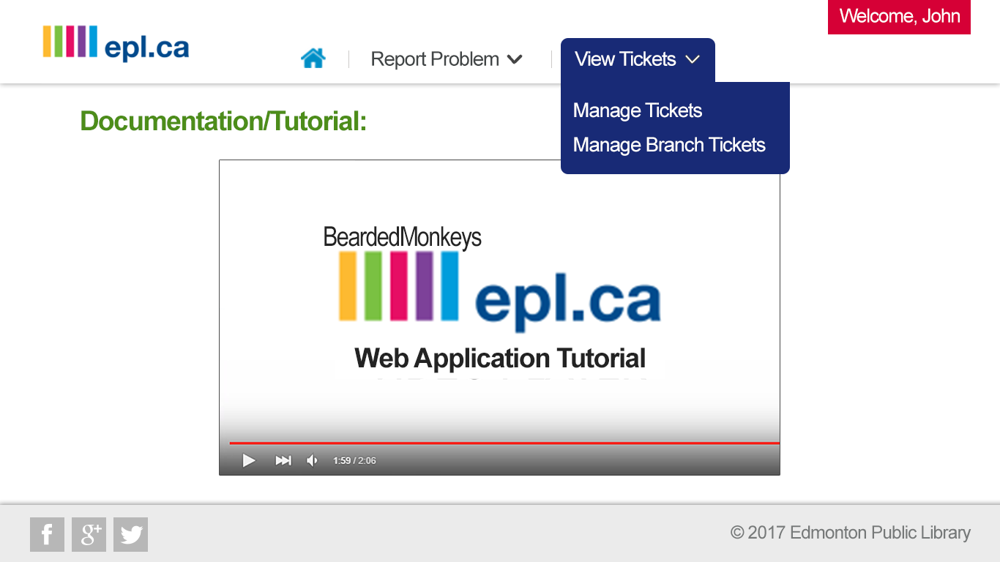 Welcome, John
epl.ca
Report Problem
View Tickets
Manage Tickets
Manage Branch Tickets
Documentation/Tutorial:
BeardedMonkeys
epl.ca
Web Application Tutorial
1:59 / 2:06
© 2017 Edmonton Public Library